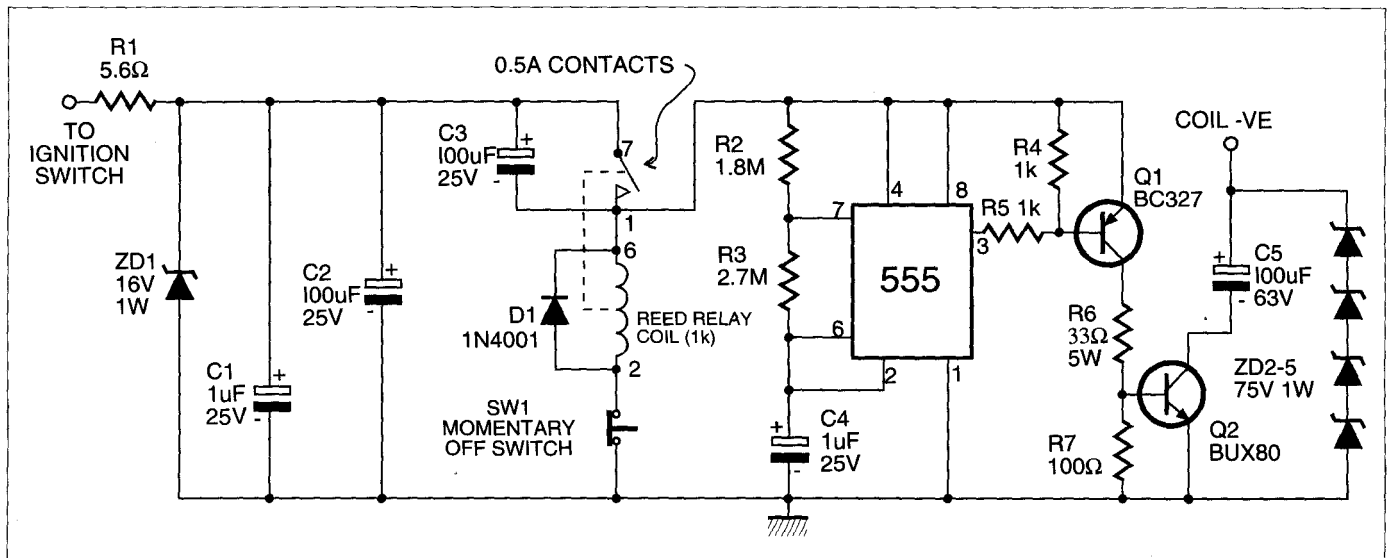 R1
5.6Ω
TO
IGNITION
SWITCH
ZD1
16V
1W
C1
1uF
25V
+
-
C2
100uF
25V
+
-
C3
100uF
25V
+
-
0.5A CONTACTS
7
1
6
D1
1N4001
REED RELAY
COIL (1k)
2
SW1
MOMENTARY
OFF SWITCH
R2
1.8M
R3
2.7M
7
6
4
8
3
2
1
555
C4
1uF
25V
+
-
R5 1k
R4
1k
Q1
BC327
R6
33Ω
5W
R7
100Ω
Q2
BUX80
COIL -VE
C5
100uF
63V
+
-
ZD2-5
75V 1W